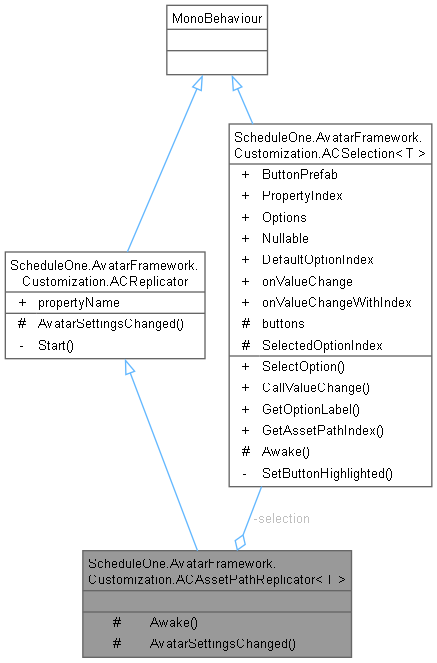 MonoBehaviour
ScheduleOne.AvatarFramework.
Customization.ACSelection< T >
+ ButtonPrefab
+ PropertyIndex
+ Options
+ Nullable
+ DefaultOptionIndex
+ onValueChange
+ onValueChangeWithIndex
# buttons
# SelectedOptionIndex
+ SelectOption()
+ CallValueChange()
+ GetOptionLabel()
+ GetAssetPathIndex()
# Awake()
- SetButtonHighlighted()
ScheduleOne.AvatarFramework.
Customization.ACReplicator
+ propertyName
# AvatarSettingsChanged()
- Start()
-selection
ScheduleOne.AvatarFramework.
Customization.ACAssetPathReplicator< T >
# Awake()
# AvatarSettingsChanged()